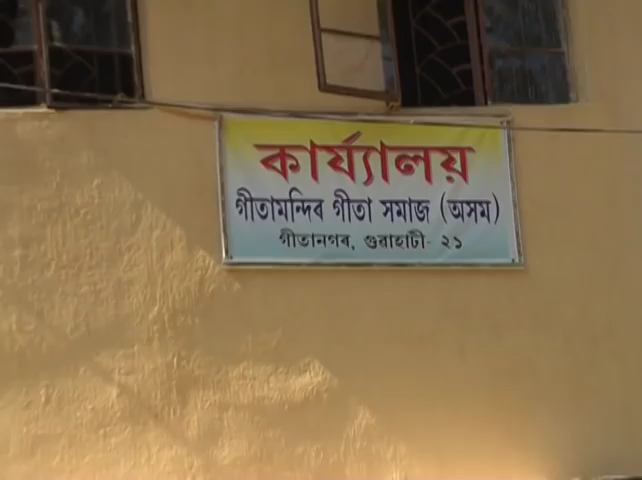 কাৰ্য্যালয়
গীতামন্দিৰ গীতা সমাজ (অসম)
গীতানগৰ, গুৱাহাটী- ২১